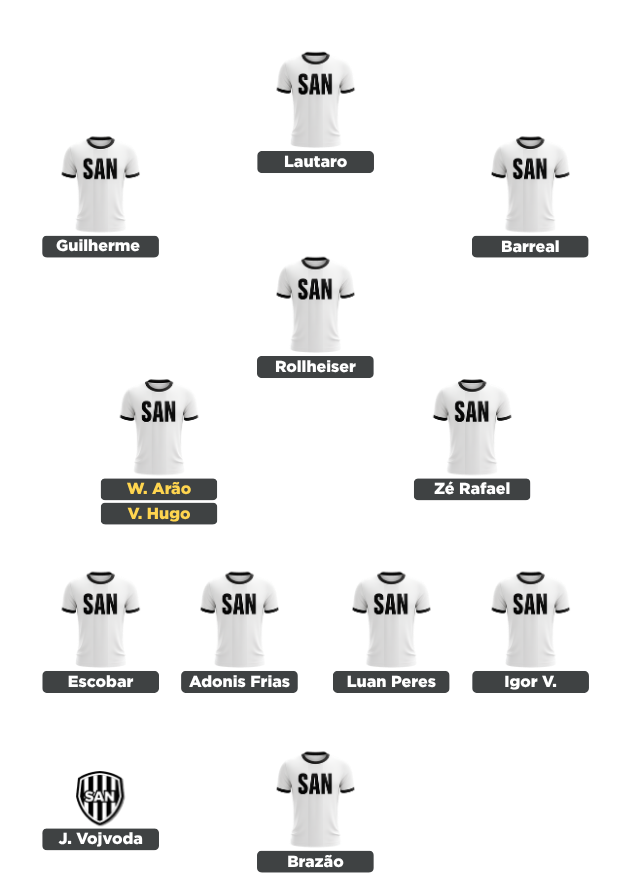 SAN
Lautaro
SAN
SAN
Guilherme
Barreal
SAN
Rollheiser
SAN
SAN
W. Arão
Zé Rafael
V. Hugo
SAN
SAN
SAN
SAN
Escobar
Adonis Frias
Luan Peres
Igor V.
SAN
SAN
J. Vojvoda
Brazão